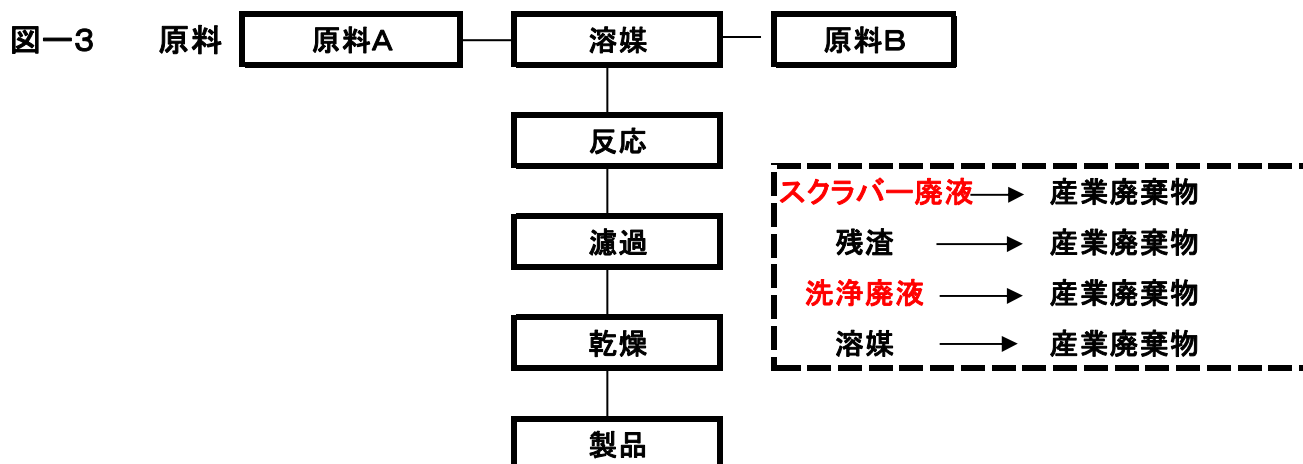 図ー3 原料 原料A 溶媒 原料B
反応
スクラバー廃液 産業廃棄物
濾過 残渣 産業廃棄物
洗浄廃液 産業廃棄物
乾燥 溶媒 産業廃棄物
製品